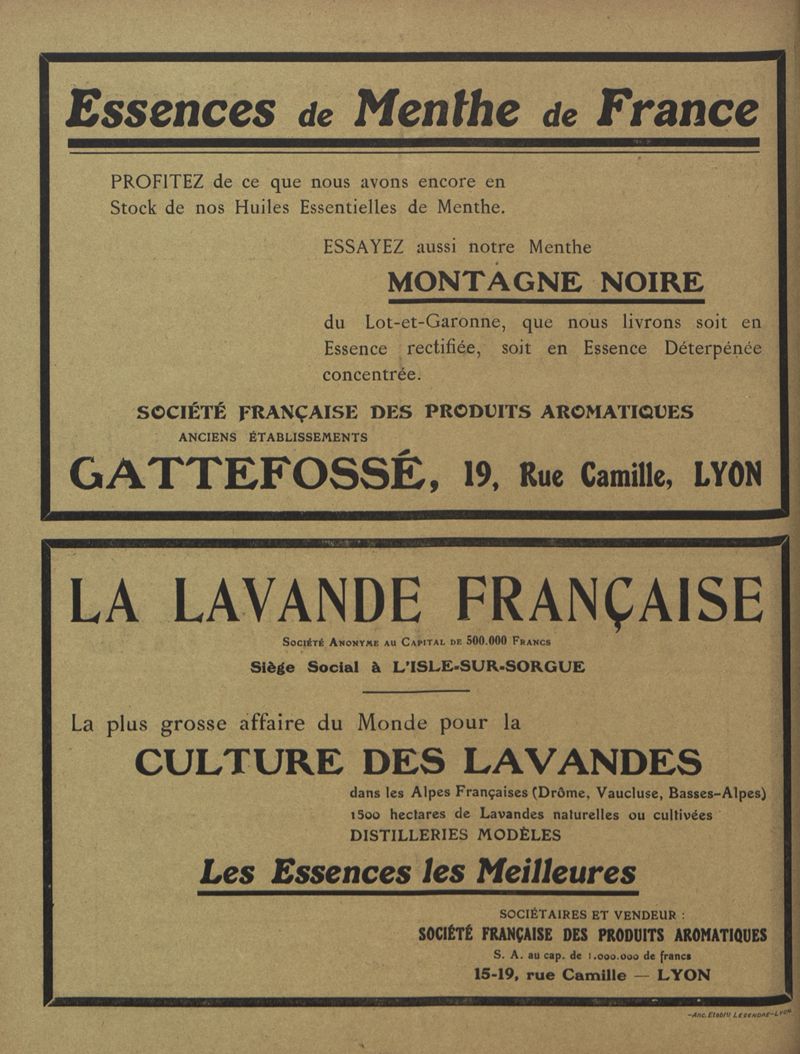 Essences de Menthe de France
PROFITEZ de ce que nous avons encore en
Stock de nos Huiles Essentielles de Menthe.
ESSAYEZ aussi notre Menthe
MONTAGNE NOIRE
du Lot-et-Garonne, que nous livrons soit en
Essence rectifiée, soit en Essence Déterpénée
concentrée.
SOCIÉTÉ FRANÇAISE DES PRODUITS AROMATIQUES
ANCIENS ÉTABLISSEMENTS
GATTEFOSSÉ, 19, Rue Camille, LYON
LA LAVANDE FRANÇAISE
SOCIÉTÉ ANONYME AU CAPITAL DE 500.000 FRANCS
Siège Social à L'ISLE-SUR-SORGUE
La plus grosse affaire du Monde pour la
CULTURE DES LAVANDES
dans les Alpes Françaises (Drôme, Vaucluse, Basses-Alpes)
1500 hectares de Lavandes naturelles ou cultivées
DISTILLERIES MODÈLES
Les Essences les Meilleures
SOCIÉTAIRES ET VENDEUR :
SOCIÉTÉ FRANÇAISE DES PRODUITS AROMATIQUES
S. A. au cap. de 1.000.000 de francs
15-19, rue Camille — LYON
-Anc. Etabltt LEGENDRE-LYON